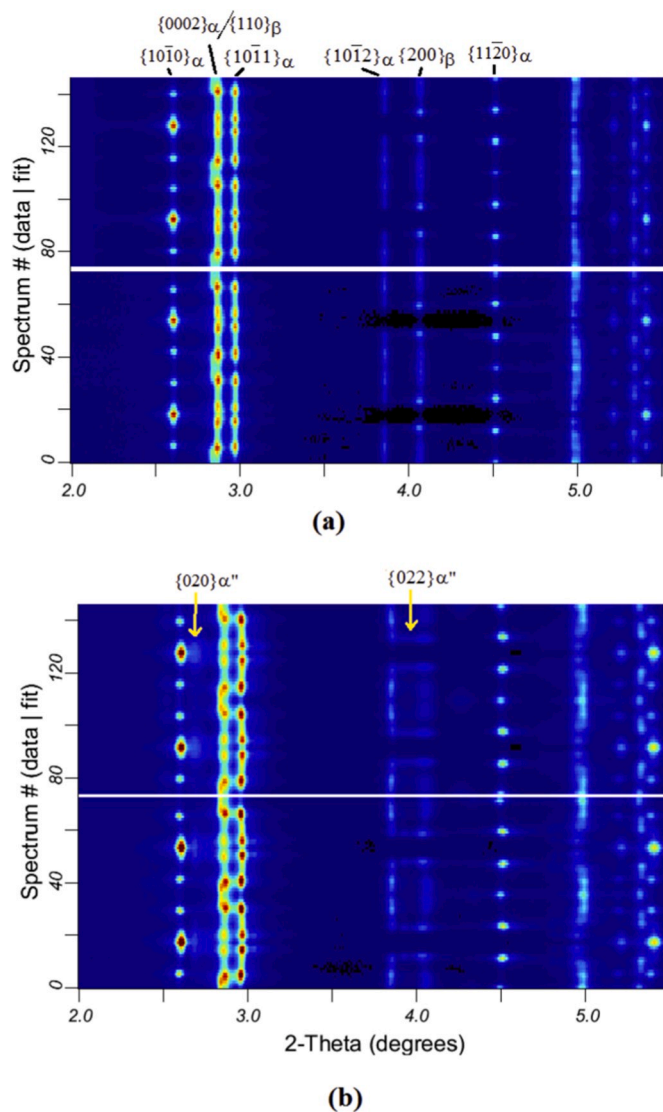 {0002}α/{110}β
{101̅0}α {101̅1}α {101̅2}α {200}β {112̅0}α
Spectrum # (data | fit)
120
80
40
0
2.0 3.0 4.0 5.0
(a)
{020}α" {022}α"
Spectrum # (data | fit)
120
80
40
0
2.0 3.0 4.0 5.0
2-Theta (degrees)
(b)